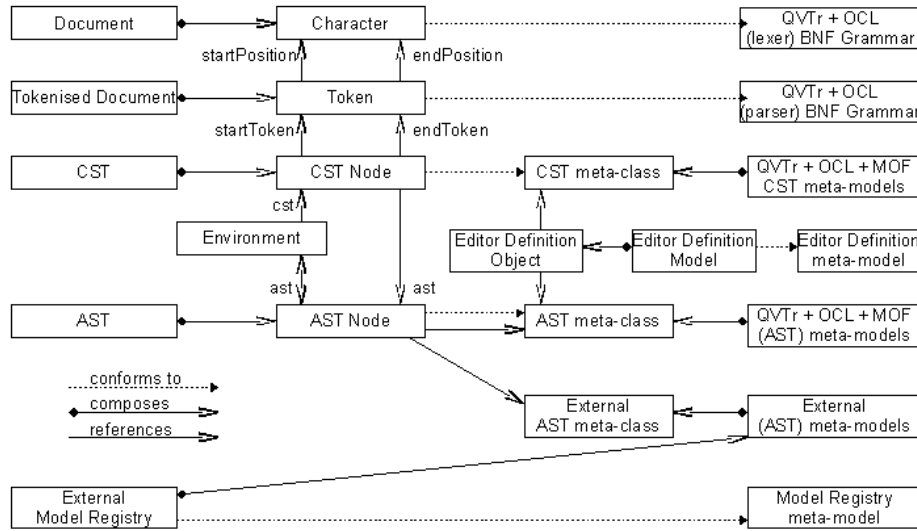 Document
Character
QVTr + OCL
(lexer) BNF Grammar
startPosition
endPosition
Tokenised Document
Token
QVTr + OCL
(parser) BNF Grammar
startToken
endToken
CST
CST Node
CST meta-class
QVTr + OCL + MOF
CST meta-models
cst
Environment
Editor Definition
Object
Editor Definition
Model
Editor Definition
meta-model
ast
ast
AST
AST Node
AST meta-class
QVTr + OCL + MOF
(AST) meta-models
conforms to
composes
references
External
AST meta-class
External
(AST) meta-models
External
Model Registry
Model Registry
meta-model